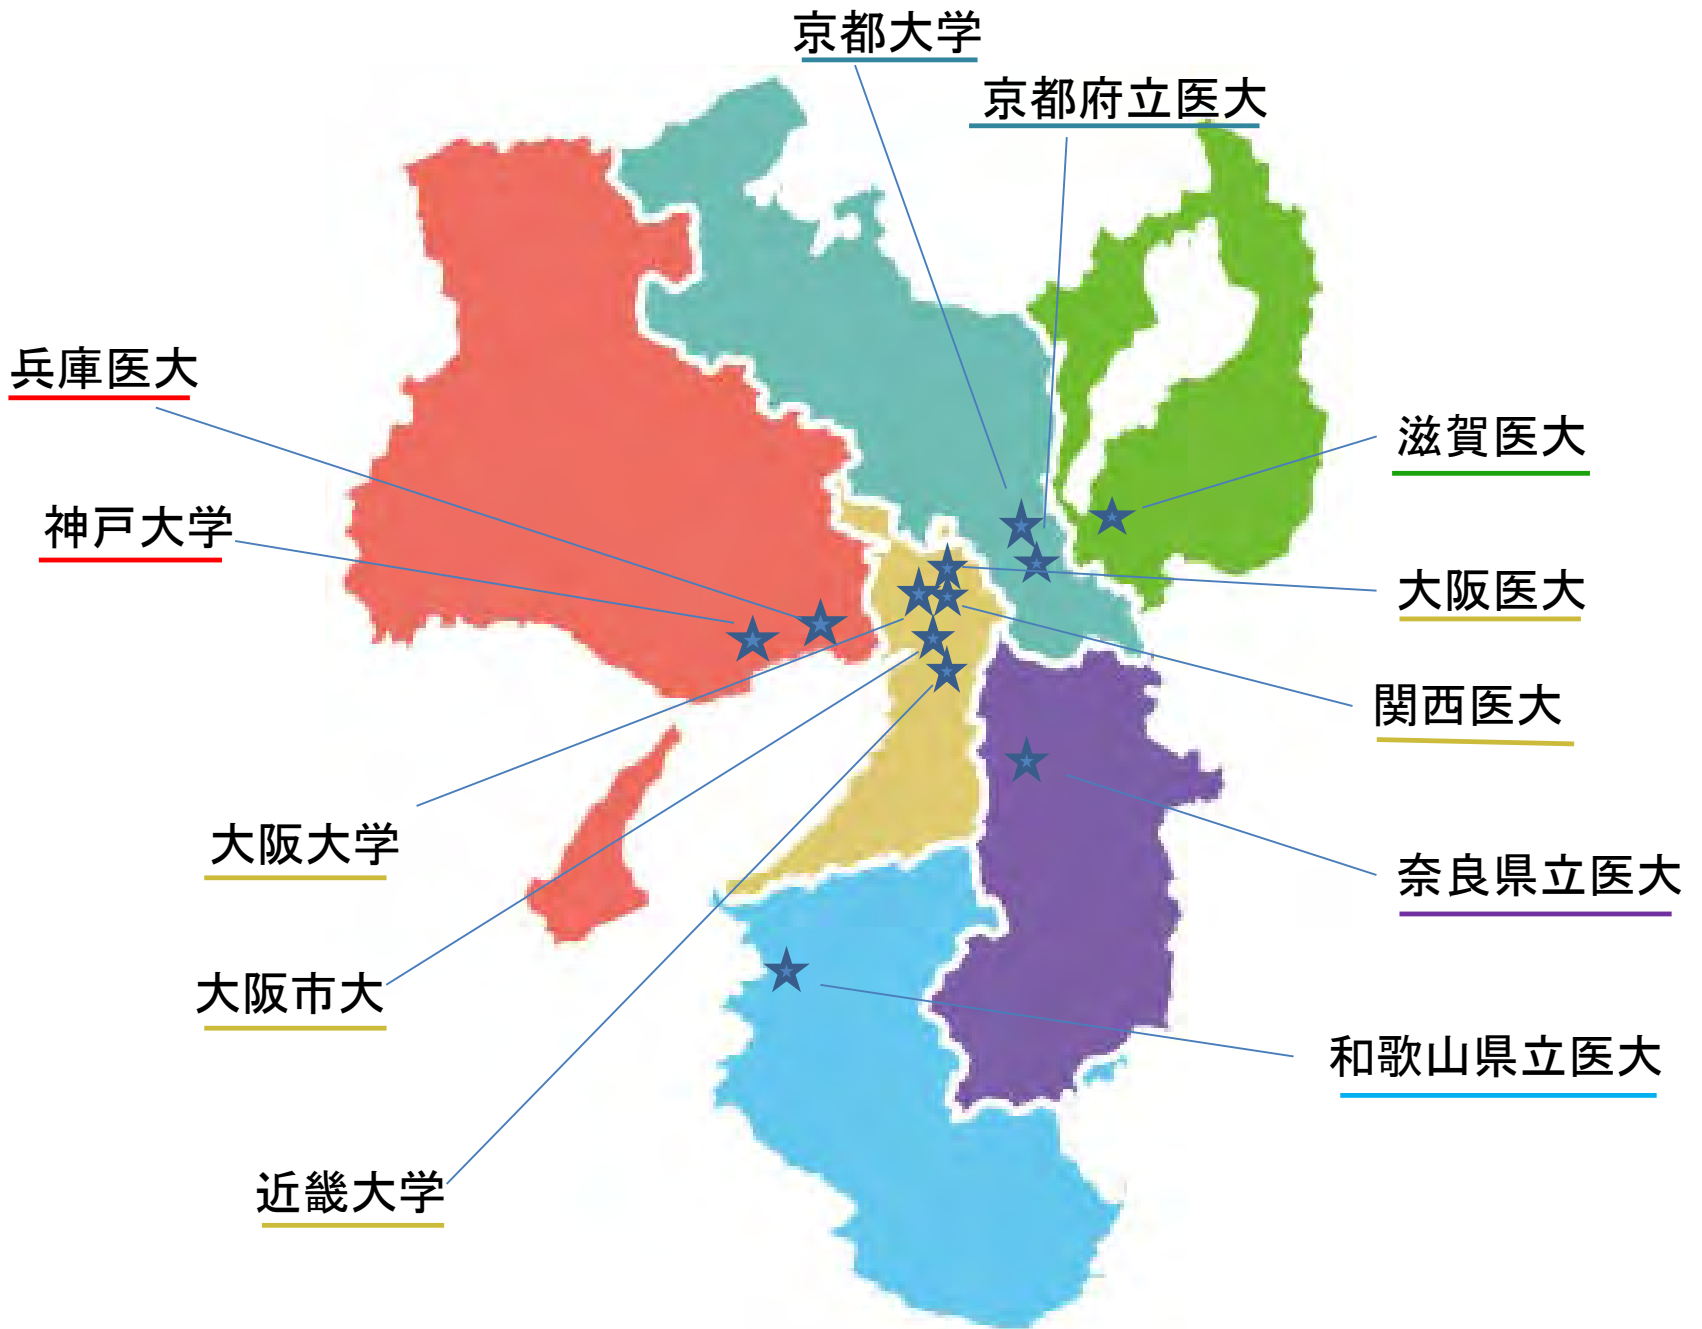 京都大学
京都府立医大
兵庫医大
滋賀医大
神戸大学
大阪医大
関西医大
大阪大学
奈良県立医大
大阪市大
和歌山県立医大
近畿大学